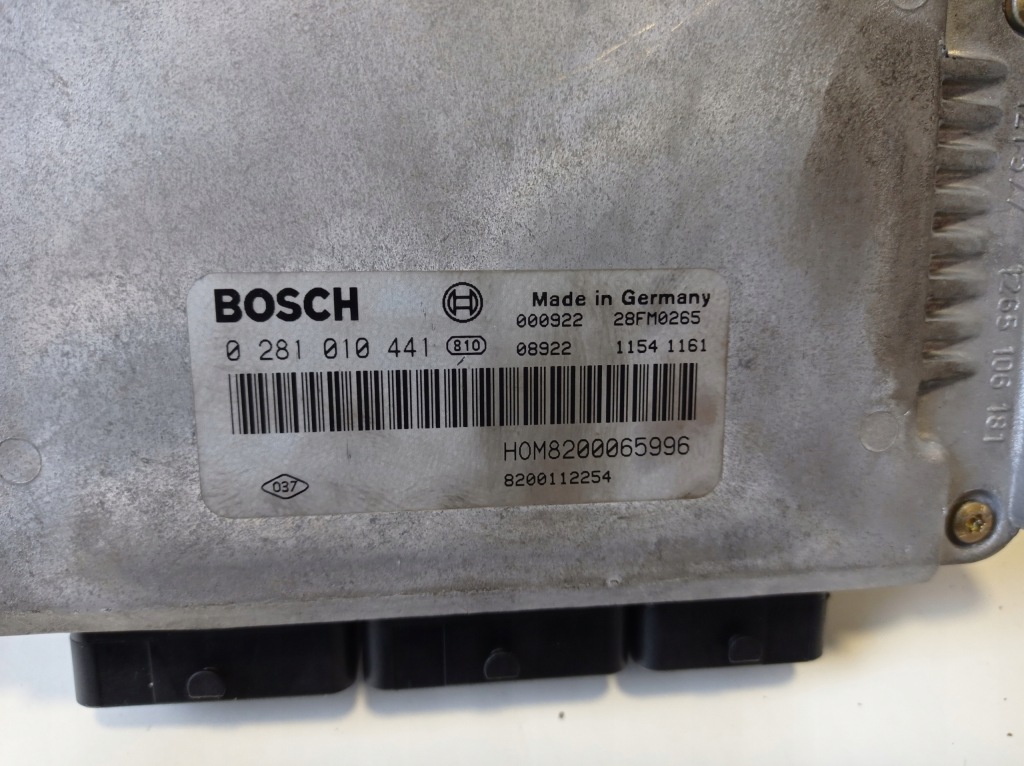 BOSCH
Made in Germany
000922 28FM0265
0 281 010 441 810 08922 1154 1161
HOM8200065996
8200112254
037
1265 106 181